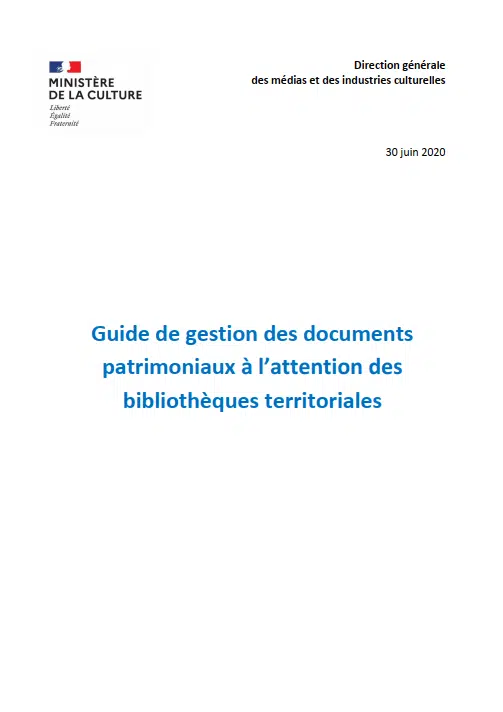 Direction générale
des médias et des industries culturelles
MINISTÈRE
DE LA CULTURE
Liberté
Égalité
Fraternité
30 juin 2020
Guide de gestion des documents
patrimoniaux à l’attention des
bibliothèques territoriales